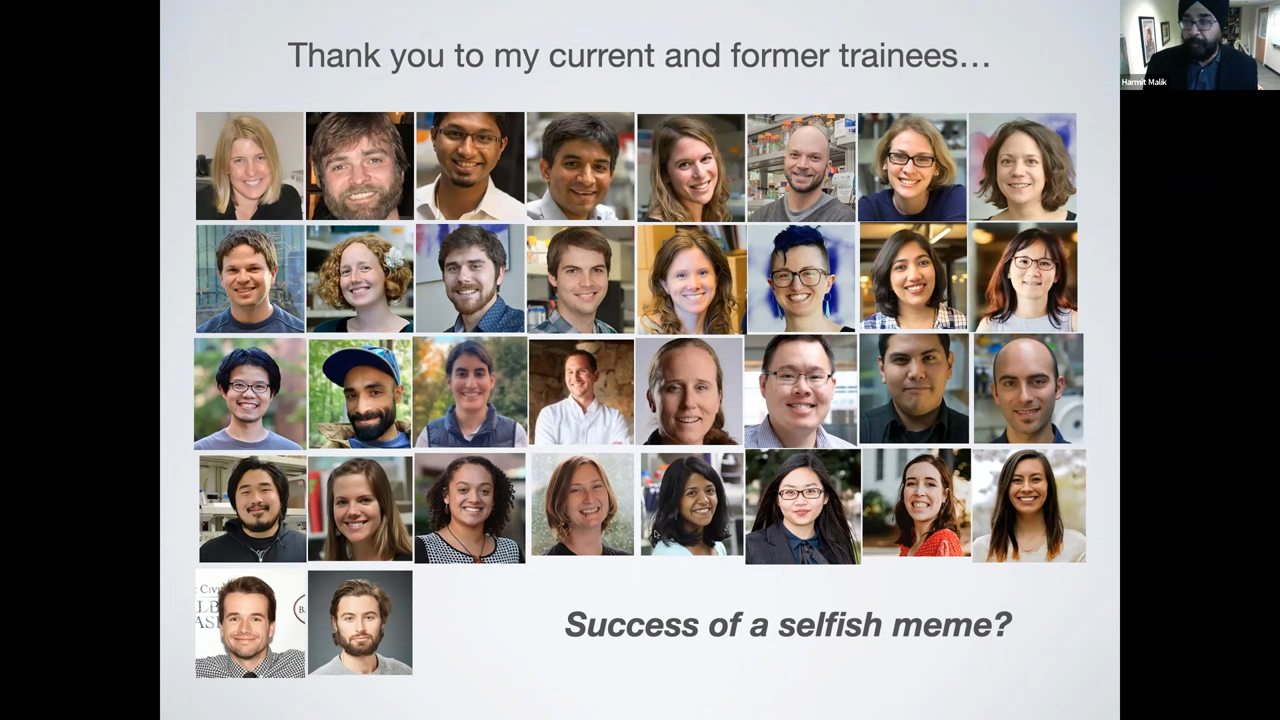 Thank you to my current and former trainees…
Harmit Malik
Success of a selfish meme?